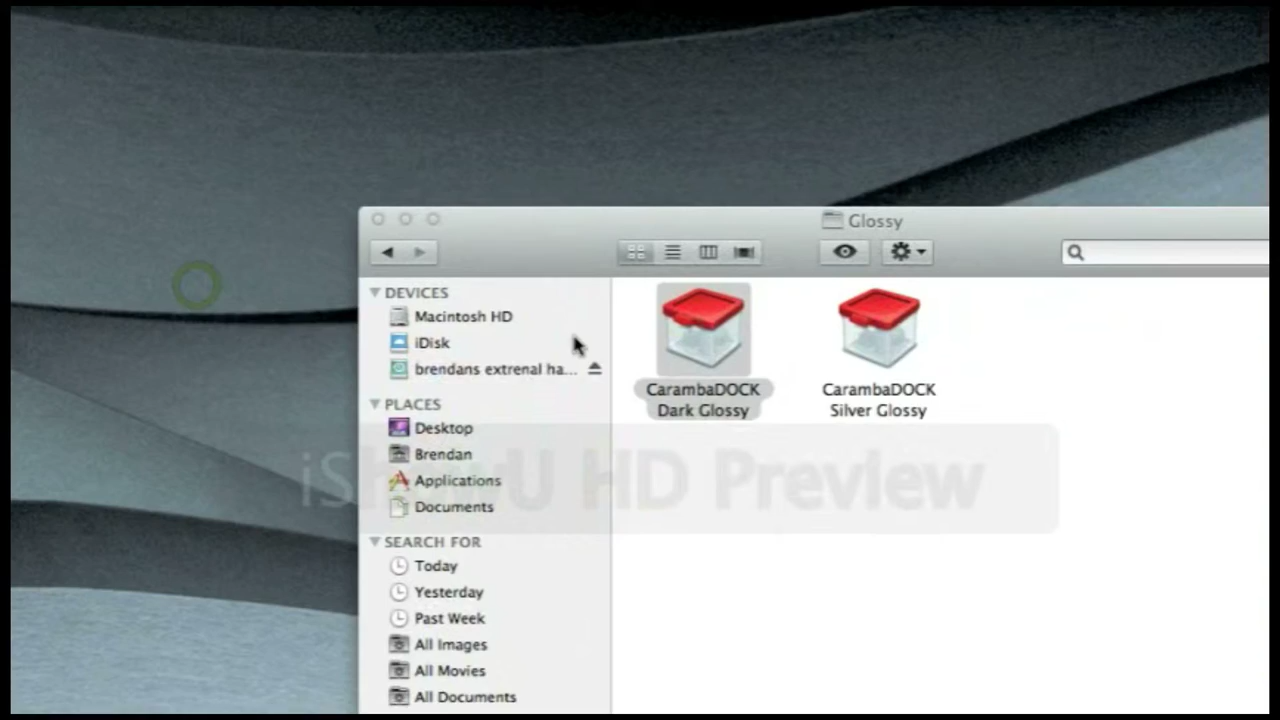 Glossy
DEVICES
Macintosh HD
iDisk
brendans extrenal ha...
PLACES
Desktop
Brendan
Applications
Documents
SEARCH FOR
Today
Yesterday
Past Week
All Images
All Movies
All Documents
CarambaDOCK
Dark Glossy
CarambaDOCK
Silver Glossy
iShowU HD Preview